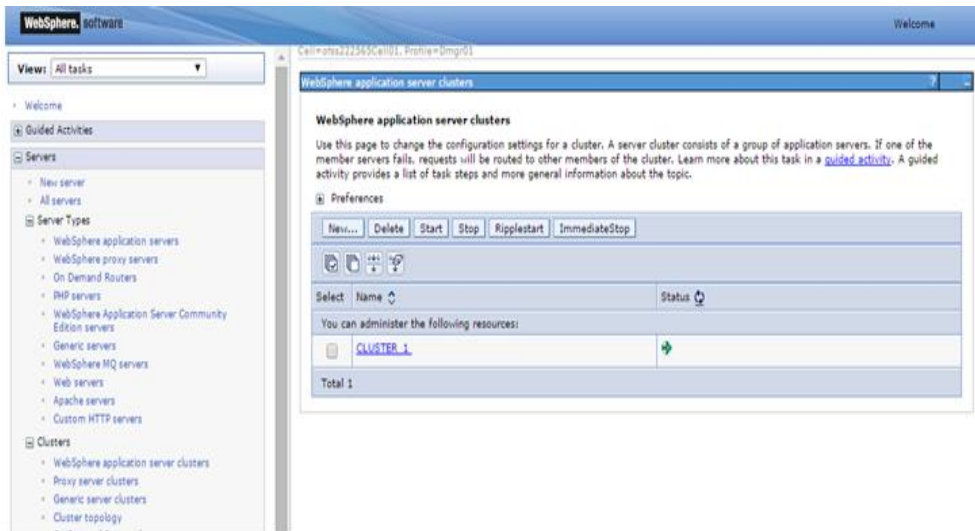 WebSphere. software
Welcome
View: All tasks
Welcome
Guided Activities
Servers
New server
All servers
Server Types
WebSphere application servers
WebSphere proxy servers
On Demand Routers
PHP servers
WebSphere Application Server Community
Edition servers
Generic servers
WebSphere MQ servers
Web servers
Apache servers
Custom HTTP servers
Clusters
WebSphere application server clusters
Proxy server clusters
Generic server clusters
Cluster topology
Profile=Dmgr01
WebSphere application server clusters
?
WebSphere application server clusters
Use this page to change the configuration settings for a cluster. A server cluster consists of a group of application servers. If one of the
member servers fails, requests will be routed to other members of the cluster. Learn more about this task in a guided activity. A guided
activity provides a list of task steps and more general information about the topic.
Preferences
New... Delete Start Stop Ripplestart ImmediateStop
Select Name Status
You can administer the following resources:
CLUSTER_1
Total 1